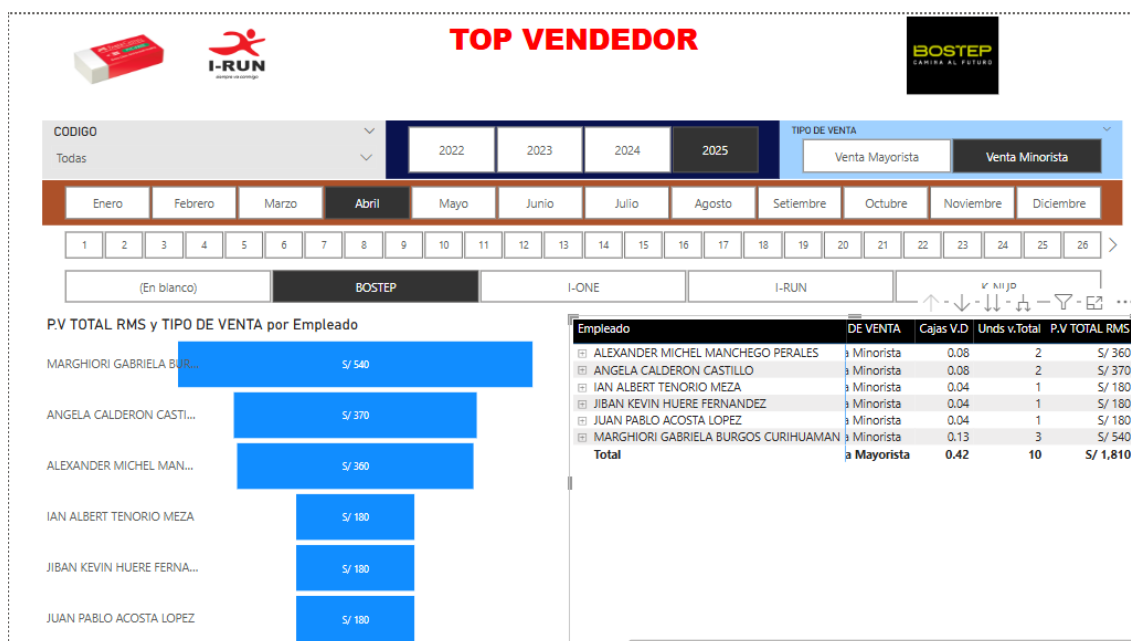 TOP VENDEDOR
I-RUN
siempre va conmigo
BOSTEP
CAMINA AL FUTURO
CODIGO
Todas
2022 2023 2024 2025
TIPO DE VENTA
Venta Mayorista Venta Minorista
Enero Febrero Marzo Abril Mayo Junio Julio Agosto Setiembre Octubre Noviembre Diciembre
1 2 3 4 5 6 7 8 9 10 11 12 13 14 15 16 17 18 19 20 21 22 23 24 25 26
(En blanco) BOSTEP I-ONE I-RUN
P.V TOTAL RMS y TIPO DE VENTA por Empleado
MARGHIORI GABRIELA BUR... S/ 540
ANGELA CALDERON CASTI... S/ 370
ALEXANDER MICHEL MAN... S/ 360
IAN ALBERT TENORIO MEZA S/ 180
JIBAN KEVIN HUERE FERNA... S/ 180
JUAN PABLO ACOSTA LOPEZ S/ 180
Empleado DE VENTA Cajas V.D Unds v.Total P.V TOTAL RMS
ALEXANDER MICHEL MANCHEGO PERALES a Minorista 0.08 2 S/ 360
ANGELA CALDERON CASTILLO a Minorista 0.08 2 S/ 370
IAN ALBERT TENORIO MEZA a Minorista 0.04 1 S/ 180
JIBAN KEVIN HUERE FERNANDEZ a Minorista 0.04 1 S/ 180
JUAN PABLO ACOSTA LOPEZ a Minorista 0.04 1 S/ 180
MARGHIORI GABRIELA BURGOS CURIHUAMAN a Minorista 0.13 3 S/ 540
Total a Mayorista 0.42 10 S/ 1,810